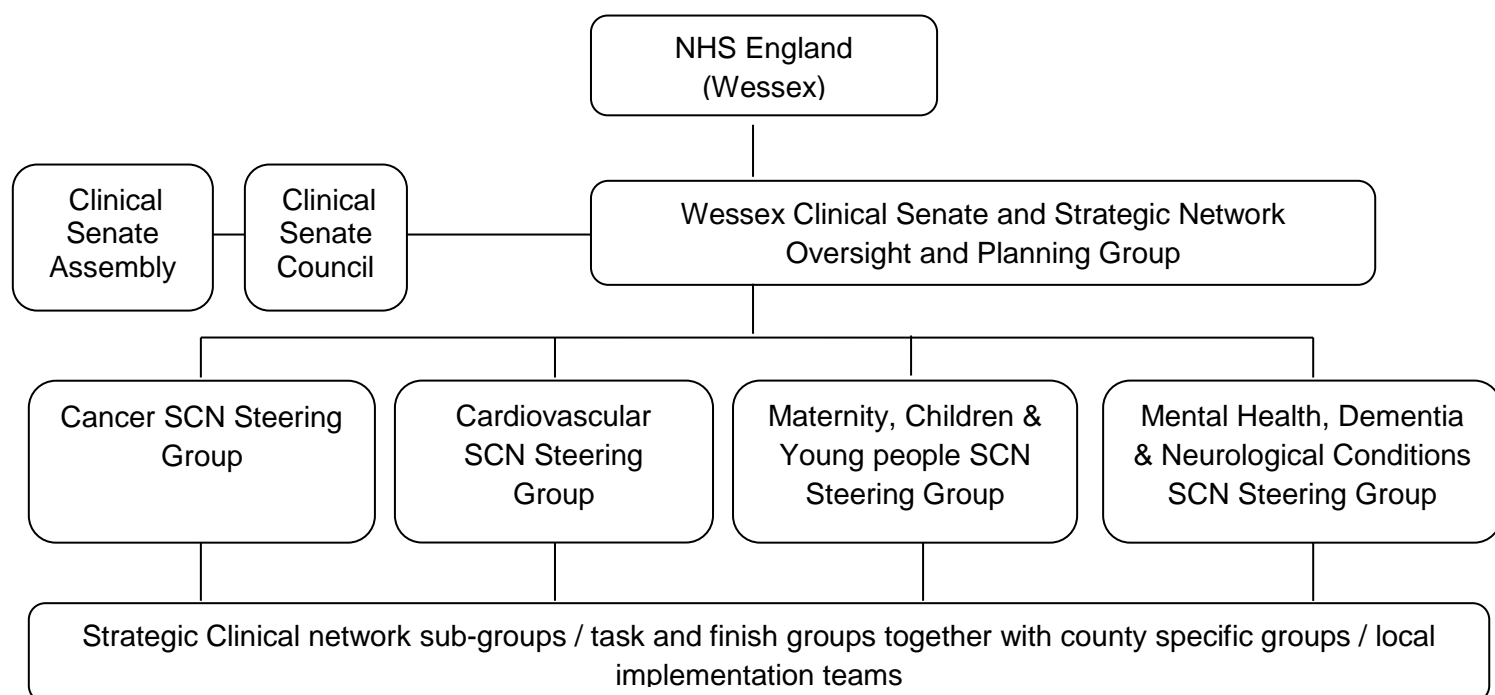 NHS England
(Wessex)
Clinical
Senate
Assembly
Clinical
Senate
Council
Wessex Clinical Senate and Strategic Network
Oversight and Planning Group
Cancer SCN Steering
Group
Cardiovascular
SCN Steering
Group
Maternity, Children &
Young people SCN
Steering Group
Mental Health, Dementia
& Neurological Conditions
SCN Steering Group
Strategic Clinical network sub-groups / task and finish groups together with county specific groups / local
implementation teams